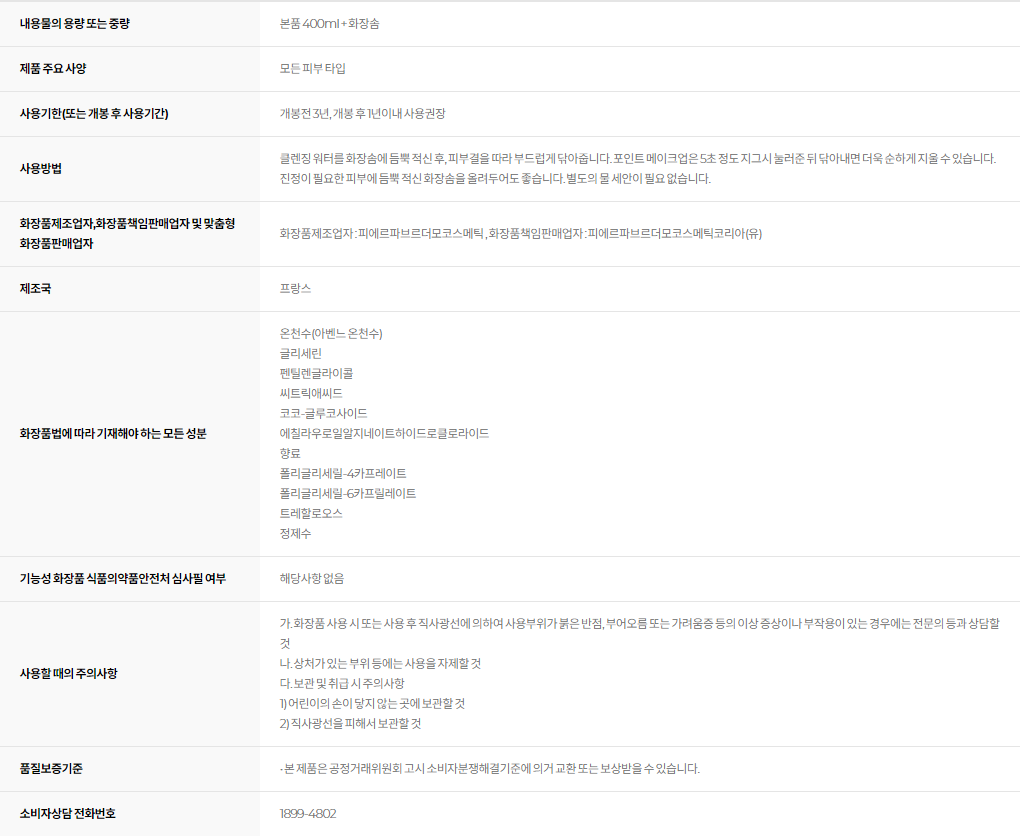 내용물의 용량 또는 중량
본품 400ml + 화장솜
제품 주요 사양
모든 피부 타입
사용기한(또는 개봉 후 사용기간)
개봉전 3년, 개봉 후 1년이내 사용권장
사용방법
클렌징 워터를 화장솜에 듬뿍 적신 후, 피부결을 따라 부드럽게 닦아줍니다. 포인트 메이크업은 5초 정도 지그시 눌러준 뒤 닦아내면 더욱 순하게 지울 수 있습니다.
진정이 필요한 피부에 듬뿍 적신 화장솜을 올려두어도 좋습니다. 별도의 물 세안이 필요 없습니다.
화장품제조업자,화장품책임판매업자 및 맞춤형
화장품판매업자
화장품제조업자 : 피에르파브르더모코스메틱 , 화장품책임판매업자 : 피에르파브르더모코스메틱코리아(유)
제조국
프랑스
화장품법에 따라 기재해야 하는 모든 성분
온천수(아벤느 온천수)
글리세린
펜틸렌글라이콜
씨트릭애씨드
코코-글루코사이드
에칠라우로일알지네이트하이드로클로라이드
향료
폴리글리세릴-4카프레이트
폴리글리세릴-6카프릴레이트
트레할로오스
정제수
기능성 화장품 식품의약품안전처 심사필 여부
해당사항 없음
사용할 때의 주의사항
가. 화장품 사용 시 또는 사용 후 직사광선에 의하여 사용부위가 붉은 반점, 부어오름 또는 가려움증 등의 이상 증상이나 부작용이 있는 경우에는 전문의 등과 상담할
것
나. 상처가 있는 부위 등에는 사용을 자제할 것
다. 보관 및 취급 시 주의사항
1) 어린이의 손이 닿지 않는 곳에 보관할 것
2) 직사광선을 피해서 보관할 것
품질보증기준
- 본 제품은 공정거래위원회 고시 소비자분쟁해결기준에 의거 교환 또는 보상받을 수 있습니다.
소비자상담 전화번호
1899-4802